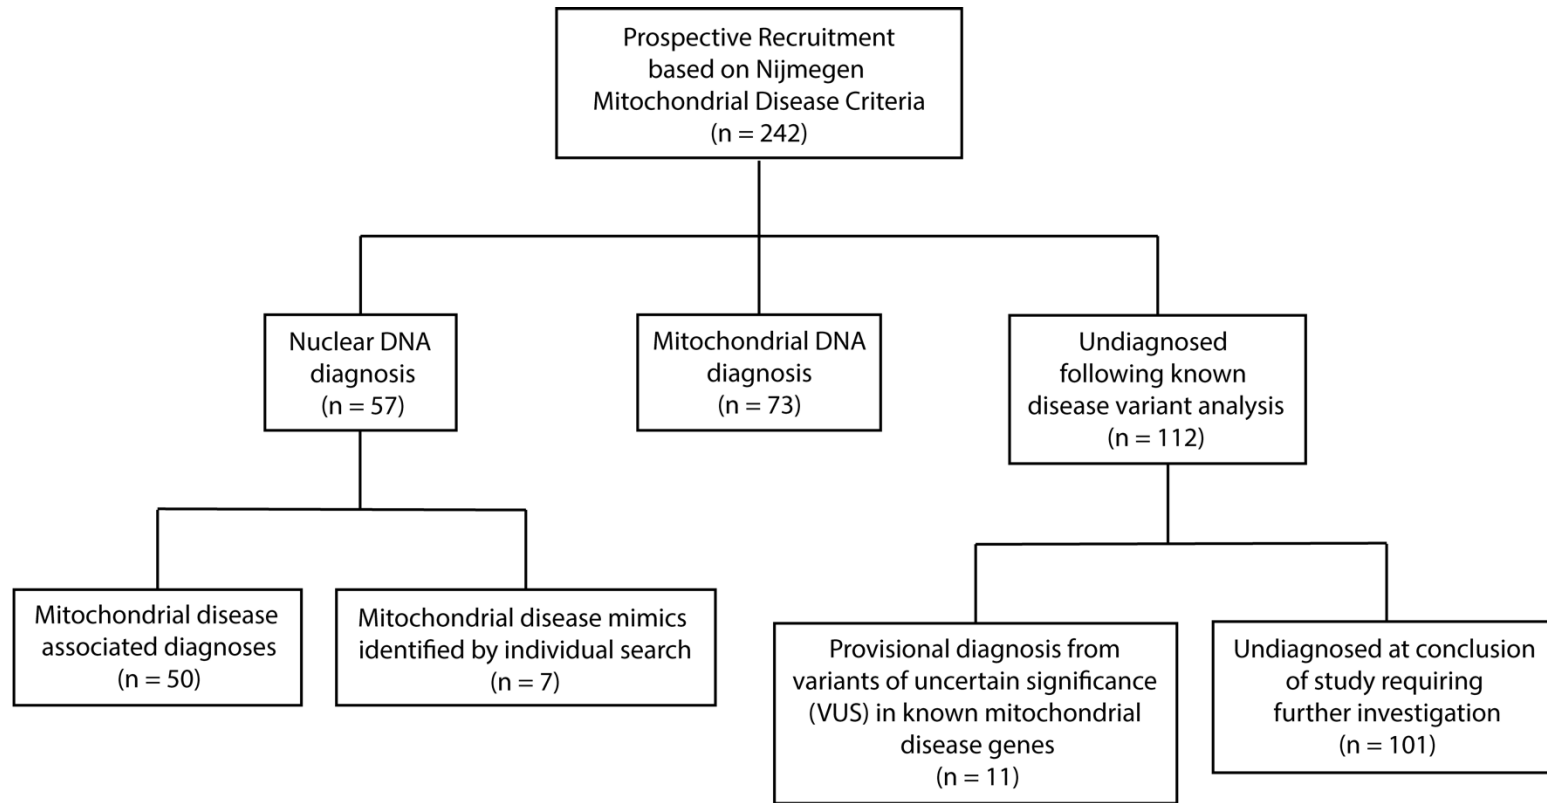 Prospective Recruitment
based on Nijmegen
Mitochondrial Disease Criteria
(n = 242)
Nuclear DNA
diagnosis
(n = 57)
Mitochondrial DNA
diagnosis
(n = 73)
Undiagnosed
following known
disease variant analysis
(n = 112)
Mitochondrial disease
associated diagnoses
(n = 50)
Mitochondrial disease mimics
identified by individual search
(n = 7)
Provisional diagnosis from
variants of uncertain significance
(VUS) in known mitochondrial
disease genes
(n = 11)
Undiagnosed at conclusion
of study requiring
further investigation
(n = 101)